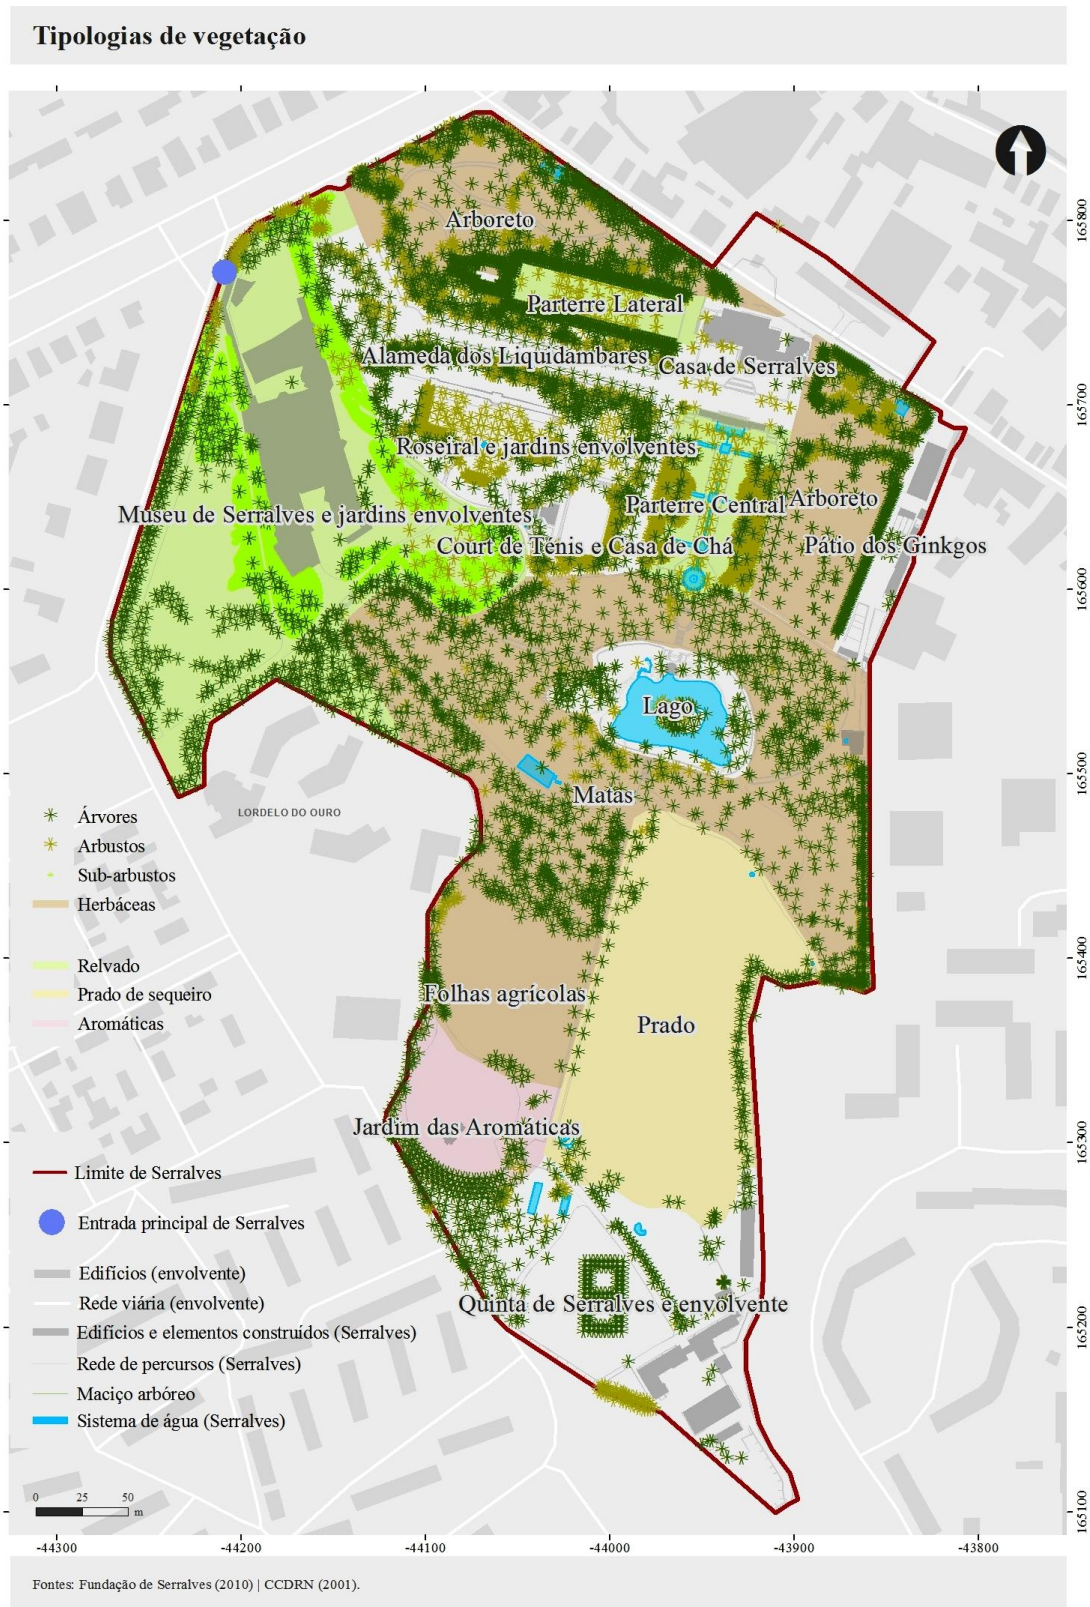 Tipologias de vegetação
Arboreto
Parterre Lateral
Alameda dos Liquidambares
Casa de Serralves
Roseiral e jardins envolventes
Parterre Central
Arboreto
Museu de Serralves e jardins envolventes
Court de Ténis e Casa de Chá
Pátio dos Ginkgos
Lago
Matas
LORDELO DO OURO
Folhas agrícolas
Prado
Jardim das Aromáticas
Quinta de Serralves e envolvente
Árvores
Arbustos
Sub-arbustos
Herbáceas
Relvado
Prado de sequeiro
Aromáticas
Limite de Serralves
Entrada principal de Serralves
Edifícios (envolvente)
Rede viária (envolvente)
Edifícios e elementos construídos (Serralves)
Rede de percursos (Serralves)
Maciço arbóreo
Sistema de água (Serralves)
0 25 50 m
165800
165700
165600
165500
165400
165300
165200
165100
-44300 -44200 -44100 -44000 -43900 -43800
Fontes: Fundação de Serralves (2010) | CCDRN (2001).